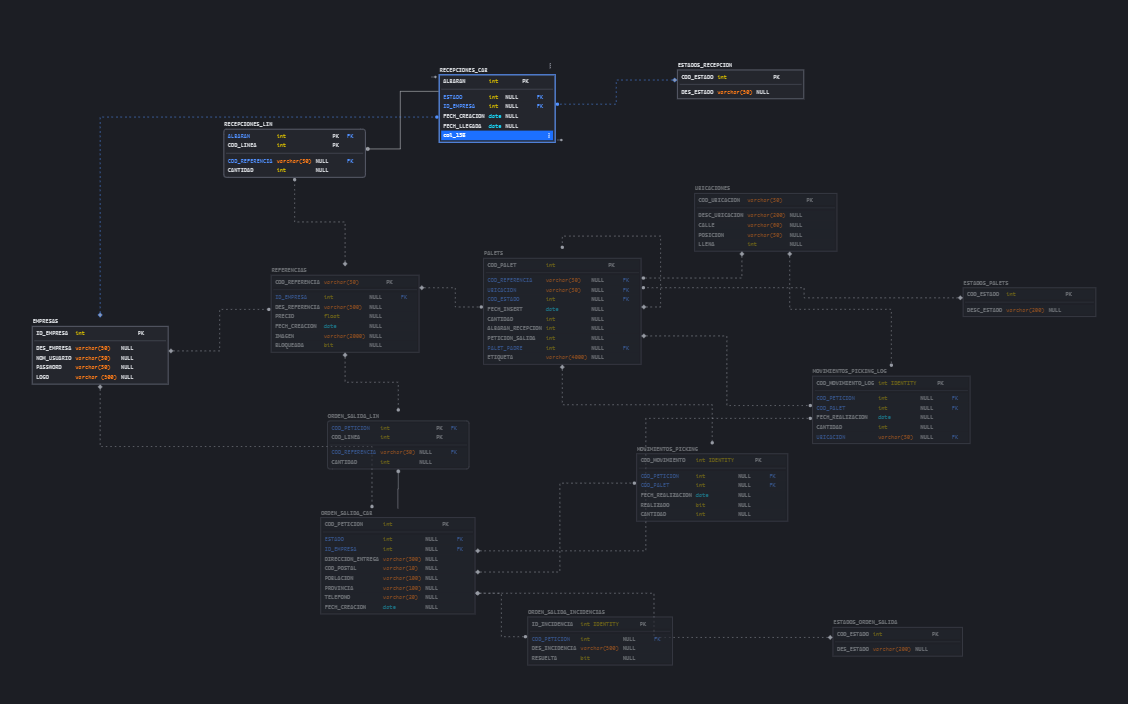 RECEPCIONES_CAB
ALBARAN int PK
ESTADO int NULL FK
ID_EMPRESA int NULL FK
FECH_CREACION date NULL
FECH_LLEGADA date NULL
col_158
ESTADOS_RECEPCION
COD_ESTADO int PK
DES_ESTADO varchar(50) NULL
RECEPCIONES_LIN
ALBARAN int PK FK
COD_LINEA int PK
COD_REFERENCIA varchar(50) NULL FK
CANTIDAD int NULL
UBICACIONES
COD_UBICACION varchar(50) PK
DESC_UBICACION varchar(200) NULL
CALLE varchar(50) NULL
POSICION varchar(50) NULL
LLENA int NULL
PALETS
COD_PALET int PK
COD_REFERENCIA varchar(50) NULL FK
UBICACION varchar(50) NULL FK
COD_ESTADO int NULL FK
FECH_INSERT date NULL
CANTIDAD int NULL
ALBARAN_RECEPCION int NULL
PETICION_SALIDA int NULL
PALET_PADRE int NULL FK
ETIQUETA varchar(4000) NULL
REFERENCIAS
COD_REFERENCIA varchar(50) PK
ID_EMPRESA int NULL FK
DES_REFERENCIA varchar(500) NULL
PRECIO float NULL
FECH_CREACION date NULL
IMAGEN varchar(2000) NULL
BLOQUEADA bit NULL
ESTADOS_PALETS
COD_ESTADO int PK
DESC_ESTADO varchar(200) NULL
EMPRESAS
ID_EMPRESA int PK
DES_EMPRESA varchar(50) NULL
NOM_USUARIO varchar(50) NULL
PASSWORD varchar(50) NULL
LOGO varchar (500) NULL
MOVIMIENTOS_PICKING_LOG
COD_MOVIMIENTO_LOG int IDENTITY PK
COD_PETICION int NULL FK
COD_PALET int NULL FK
FECH_REALIZACION date NULL
CANTIDAD int NULL
UBICACION varchar(50) NULL FK
ORDEN_SALIDA_LIN
COD_PETICION int PK FK
COD_LINEA int PK
COD_REFERENCIA varchar(50) NULL FK
CANTIDAD int NULL
MOVIMIENTOS_PICKING
COD_MOVIMIENTO int IDENTITY PK
COD_PETICION int NULL FK
COD_PALET int NULL FK
FECH_REALIZACION date NULL
REALIZADO bit NULL
CANTIDAD int NULL
ORDEN_SALIDA_CAB
COD_PETICION int PK
ESTADO int NULL FK
ID_EMPRESA int NULL FK
DIRECCION_ENTREGA varchar(500) NULL
COD_POSTAL varchar(10) NULL
POBLACION varchar(100) NULL
PROVINCIA varchar(100) NULL
TELEFONO varchar(20) NULL
FECH_CREACION date NULL
ORDEN_SALIDA_INCIDENCIAS
ID_INCIDENCIA int IDENTITY PK
COD_PETICION int NULL FK
DES_INCIDENCIA varchar(500) NULL
RESUELTA bit NULL
ESTADOS_ORDEN_SALIDA
COD_ESTADO int PK
DES_ESTADO varchar(200) NULL